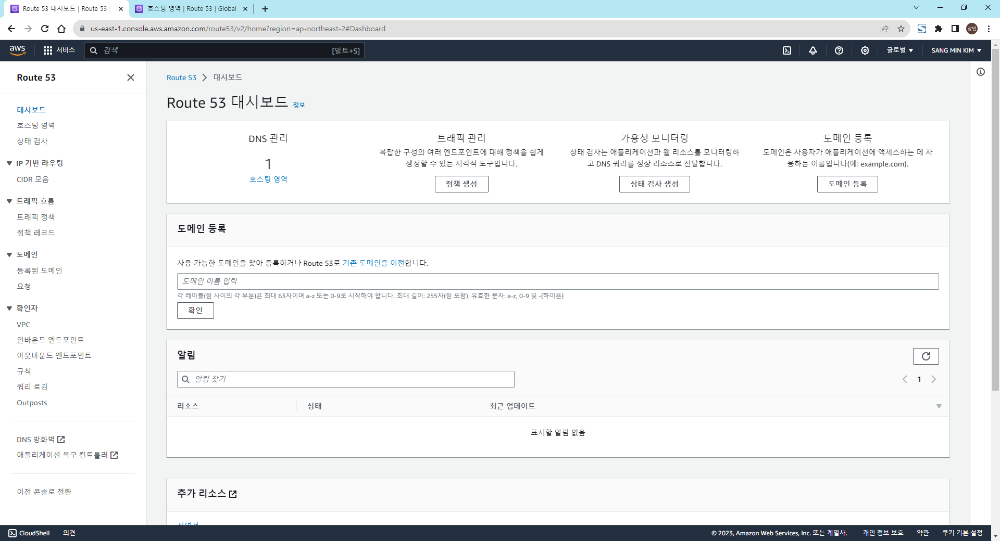 Route 53 대시보드 | Route 53
호스팅 영역 | Route 53 | Global
us-east-1.console.aws.amazon.com/route53/v2/home?region=ap-northeast-2#Dashboard
상민
aws
서비스
검색
[알트+S]
글로벌
SANG MIN KIM
Route 53
대시보드
호스팅 영역
상태 검사
IP 기반 라우팅
CIDR 모음
트래픽 흐름
트래픽 정책
정책 레코드
도메인
등록된 도메인
요청
확인자
VPC
인바운드 엔드포인트
아웃바운드 엔드포인트
규칙
쿼리 로깅
Outposts
DNS 방화벽
애플리케이션 복구 컨트롤러
이전 콘솔로 전환
Route 53
대시보드
Route 53 대시보드 정보
DNS 관리
1
호스팅 영역
트래픽 관리
복잡한 구성의 여러 엔드포인트에 대해 정책을 쉽게
생성할 수 있는 시각적 도구입니다.
정책 생성
가용성 모니터링
상태 검사는 애플리케이션과 웹 리소스를 모니터링하
고 DNS 쿼리를 정상 리소스로 전달합니다.
상태 검사 생성
도메인 등록
도메인은 사용자가 애플리케이션에 액세스하는 데 사
용하는 이름입니다(예: example.com).
도메인 등록
도메인 등록
사용 가능한 도메인을 찾아 등록하거나 Route 53로 기존 도메인을 이전합니다.
도메인 이름 입력
각 레이블(점 사이의 각 부분)은 최대 63자이며 a-z 또는 0-9로 시작해야 합니다. 최대 길이: 255자(점 포함). 유효한 문자: a-z, 0-9 및 -(하이픈)
확인
알림
알림 찾기
1
리소스
상태
최근 업데이트
표시할 알림 없음
추가 리소스
CloudShell
의견
© 2023, Amazon Web Services, Inc. 또는 계열사.
개인 정보 보호
약관
쿠키 기본 설정